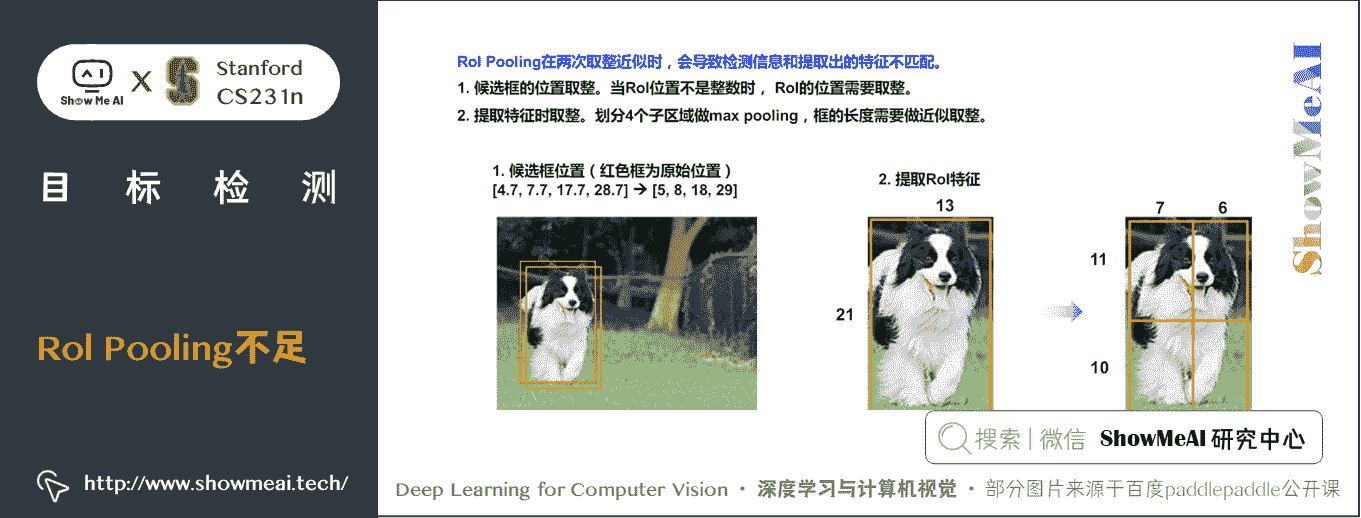 Show Me AI
X
S
Stanford
CS231n
目标检测
RoI Pooling不足
http://www.showmeai.tech/
RoI Pooling在两次取整近似时，会导致检测信息和提取出的特征不匹配。
1. 候选框的位置取整。当RoI位置不是整数时， RoI的位置需要取整。
2. 提取特征时取整。划分4个子区域做max pooling，框的长度需要做近似取整。
1. 候选框位置（红色框为原始位置）
[4.7, 7.7, 17.7, 28.7] → [5, 8, 18, 29]
2. 提取RoI特征
13
21
7 6
11
10
ShowMeAI
搜索 | 微信 ShowMeAI 研究中心
Deep Learning for Computer Vision · 深度学习与计算机视觉 · 部分图片来源于百度paddlepaddle公开课